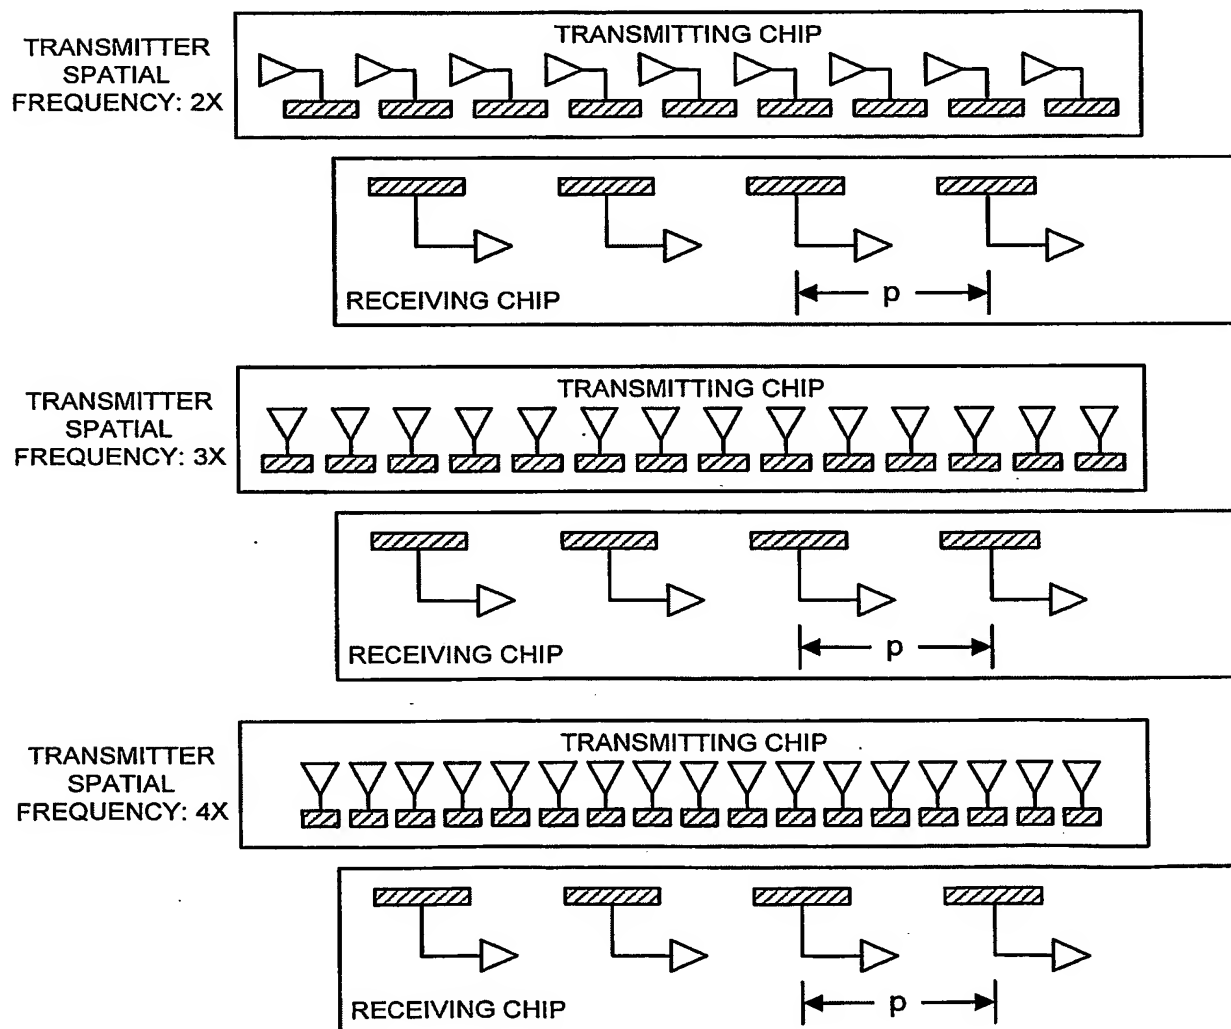 TRANSMITTER
SPATIAL
FREQUENCY: 2X
TRANSMITTING CHIP
p
RECEIVING CHIP
TRANSMITTER
SPATIAL
FREQUENCY: 3X
TRANSMITTING CHIP
p
RECEIVING CHIP
TRANSMITTER
SPATIAL
FREQUENCY: 4X
TRANSMITTING CHIP
p
RECEIVING CHIP